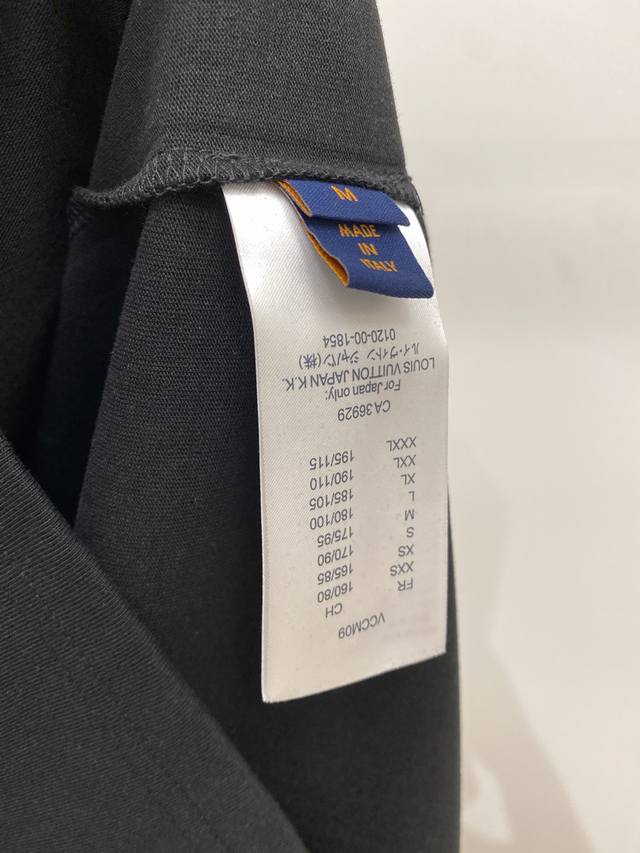 M
MADE
IN
ITALY
VCCM09
FR CH
XXS 160/80
XS 165/85
S 170/90
M 175/95
L 180/100
XL 185/105
XXL 190/110
XXXL 195/115
CA 36929
For Japan only:
LOUIS VUITTON JAPAN K.K.
ルイ・ヴィトン ジャパン(株)
0120-00-1854